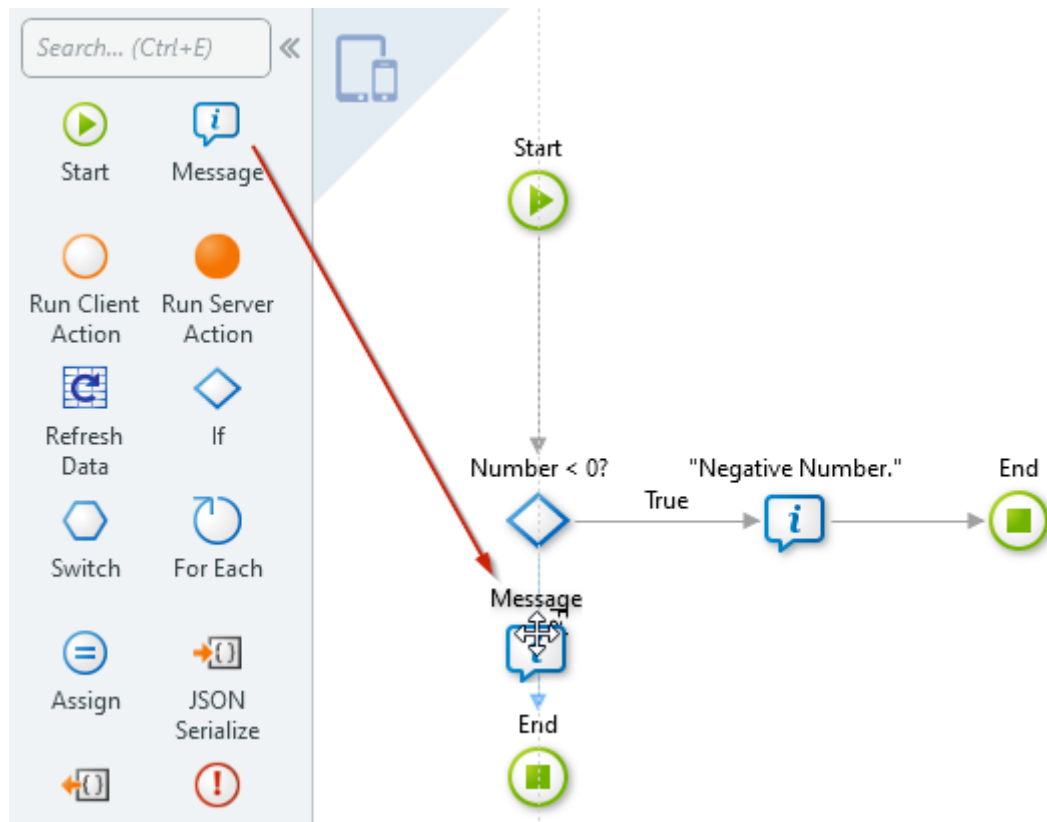 Search... (Ctrl+E)
Start
Message
Run Client
Action
Run Server
Action
Refresh
Data
If
Switch
For Each
Assign
JSON
Serialize
Start
Number < 0?
True
"Negative Number."
End
Message
End